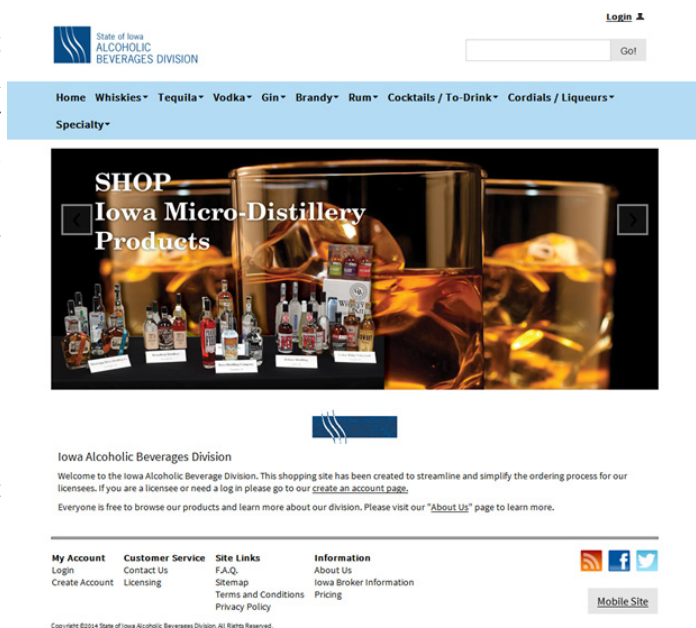 Login
State of Iowa
ALCOHOLIC
BEVERAGES DIVISION
Go!
Home Whiskies Tequila Vodka Gin Brandy Rum Cocktails / To-Drink Cordials / Liqueurs
Specialty
SHOP
Iowa Micro-Distillery
Products
Iowa Alcoholic Beverages Division
Welcome to the Iowa Alcoholic Beverage Division. This shopping site has been created to streamline and simplify the ordering process for our
licensees. If you are a licensee or need a log in please go to our create an account page.
Everyone is free to browse our products and learn more about our division. Please visit our "About Us" page to learn more.
My Account Customer Service Site Links Information
Login Contact Us F.A.Q. About Us
Create Account Licensing Sitemap Iowa Broker Information
Terms and Conditions Pricing
Privacy Policy
Mobile Site
Copyright ©2014 State of Iowa Alcoholic Beverages Division. All Rights Reserved.